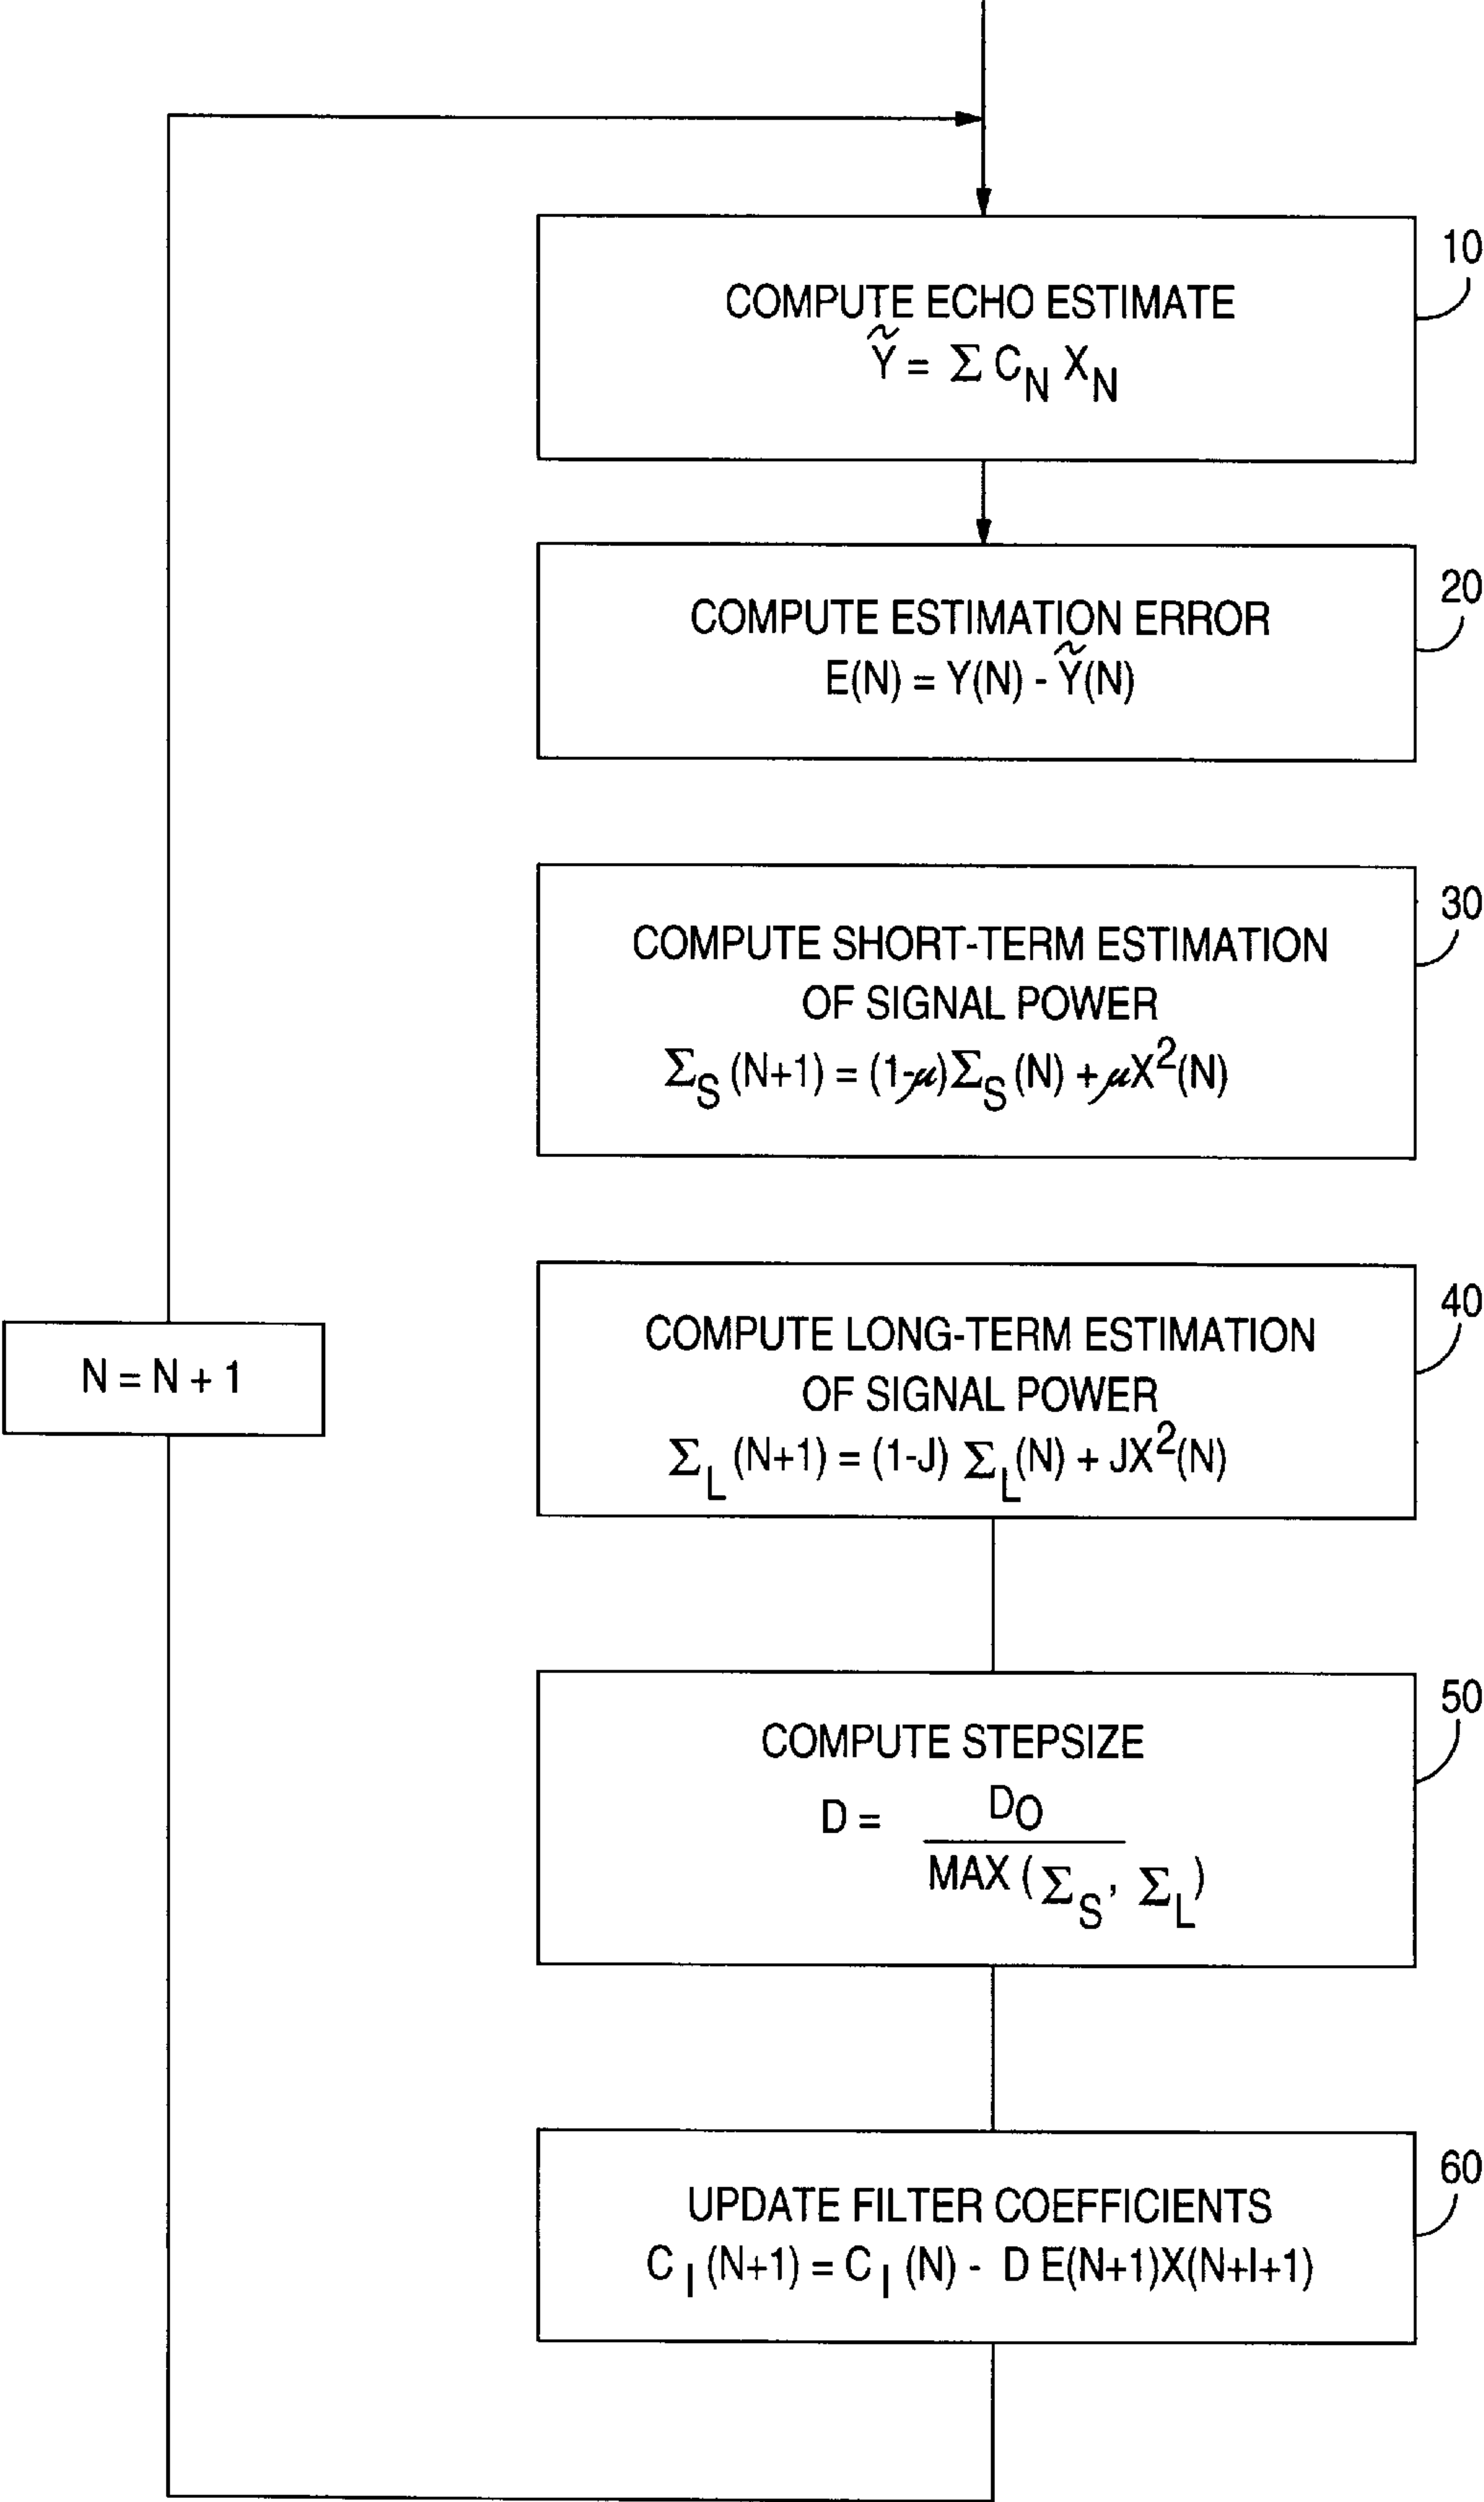 10
COMPUTE ECHO ESTIMATE
Ỹ = Σ C_N X_N
20
COMPUTE ESTIMATION ERROR
E(N) = Y(N) - Ỹ(N)
30
COMPUTE SHORT-TERM ESTIMATION
OF SIGNAL POWER
Σ_S (N+1) = (1-μ)Σ_S (N) + μX²(N)
40
COMPUTE LONG-TERM ESTIMATION
OF SIGNAL POWER
Σ_L (N+1) = (1-J) Σ_L (N) + JX²(N)
N = N + 1
50
COMPUTE STEPSIZE
D = D_O
MAX (Σ_S, Σ_L)
60
UPDATE FILTER COEFFICIENTS
C_I (N+1) = C_I (N) - D E(N+1)X(N+I+1)